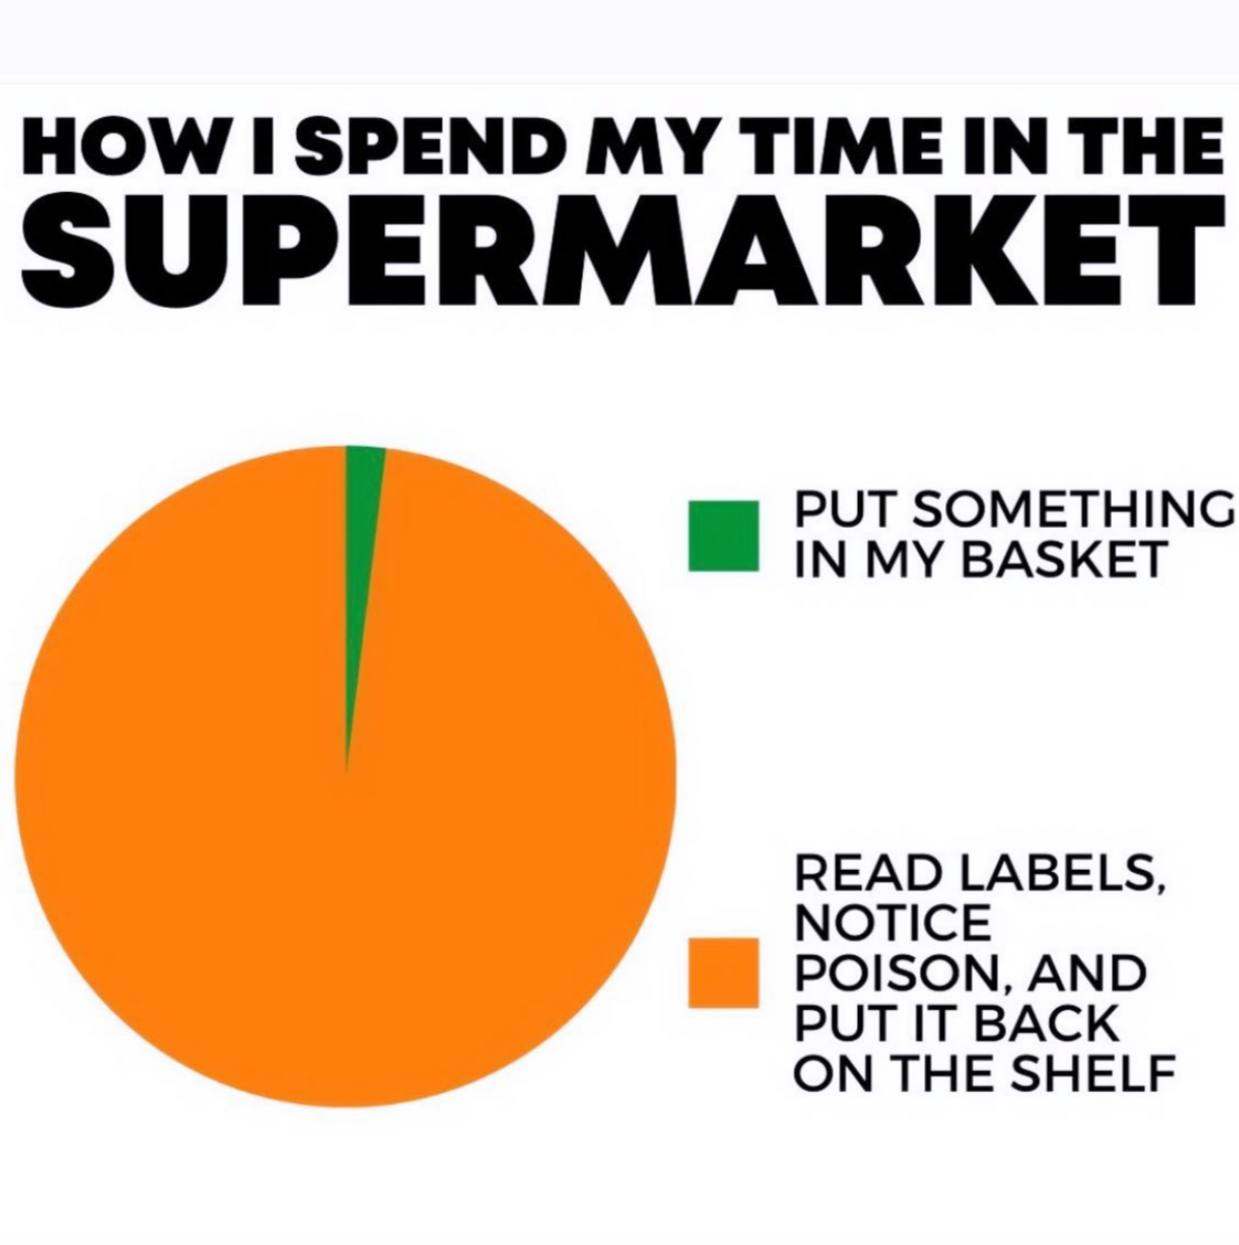 HOW I SPEND MY TIME IN THE
SUPERMARKET
PUT SOMETHING
IN MY BASKET
READ LABELS,
NOTICE
POISON, AND
PUT IT BACK
ON THE SHELF